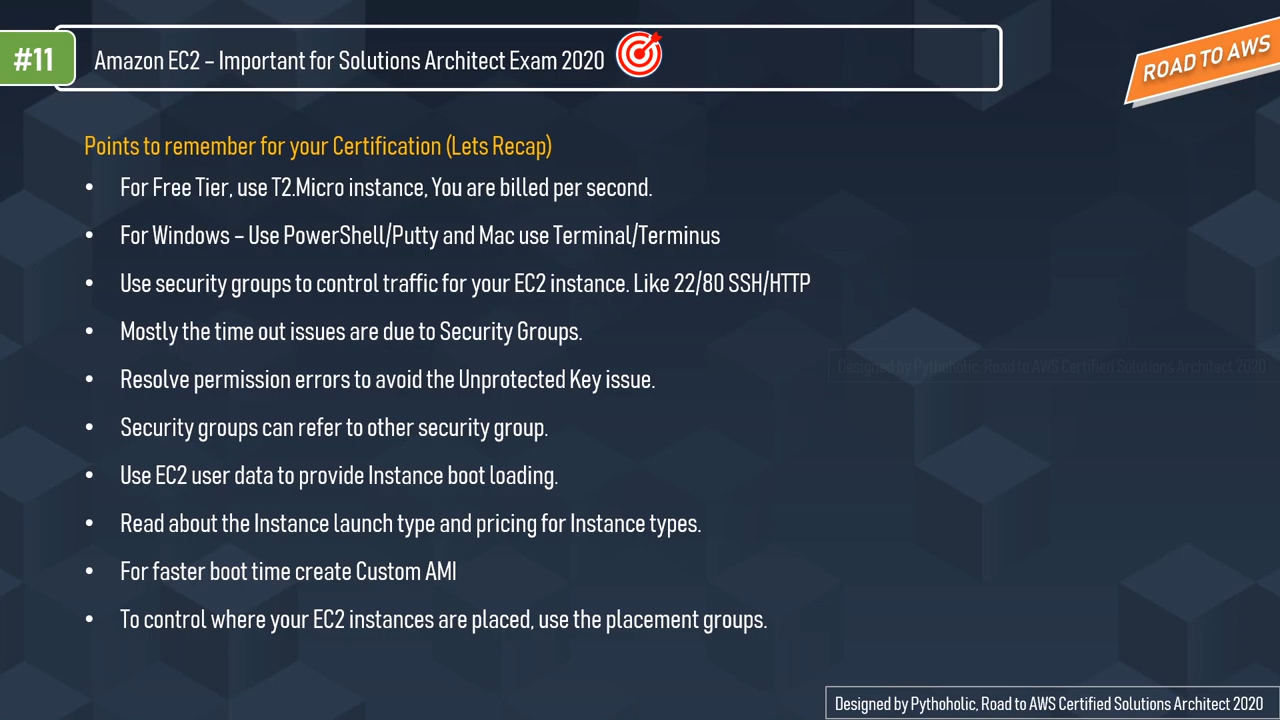 #11
Amazon EC2 – Important for Solutions Architect Exam 2020
ROAD TO AWS
Points to remember for your Certification (Lets Recap)
• For Free Tier, use T2.Micro instance, You are billed per second.
• For Windows – Use PowerShell/Putty and Mac use Terminal/Terminus
• Use security groups to control traffic for your EC2 instance. Like 22/80 SSH/HTTP
• Mostly the time out issues are due to Security Groups.
Designed by Pythoholic, Road to AWS Certified Solutions Architect 2020
• Resolve permission errors to avoid the Unprotected Key issue.
• Security groups can refer to other security group.
• Use EC2 user data to provide Instance boot loading.
• Read about the Instance launch type and pricing for Instance types.
• For faster boot time create Custom AMI
• To control where your EC2 instances are placed, use the placement groups.
Designed by Pythoholic, Road to AWS Certified Solutions Architect 2020